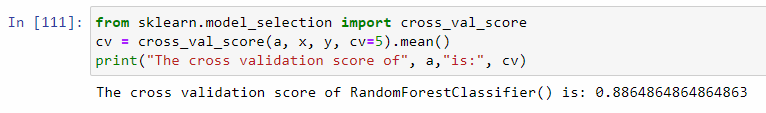 In [111]: from sklearn.model_selection import cross_val_score
cv = cross_val_score(a, x, y, cv=5).mean()
print("The cross validation score of", a,"is:", cv)
The cross validation score of RandomForestClassifier() is: 0.8864864864864863